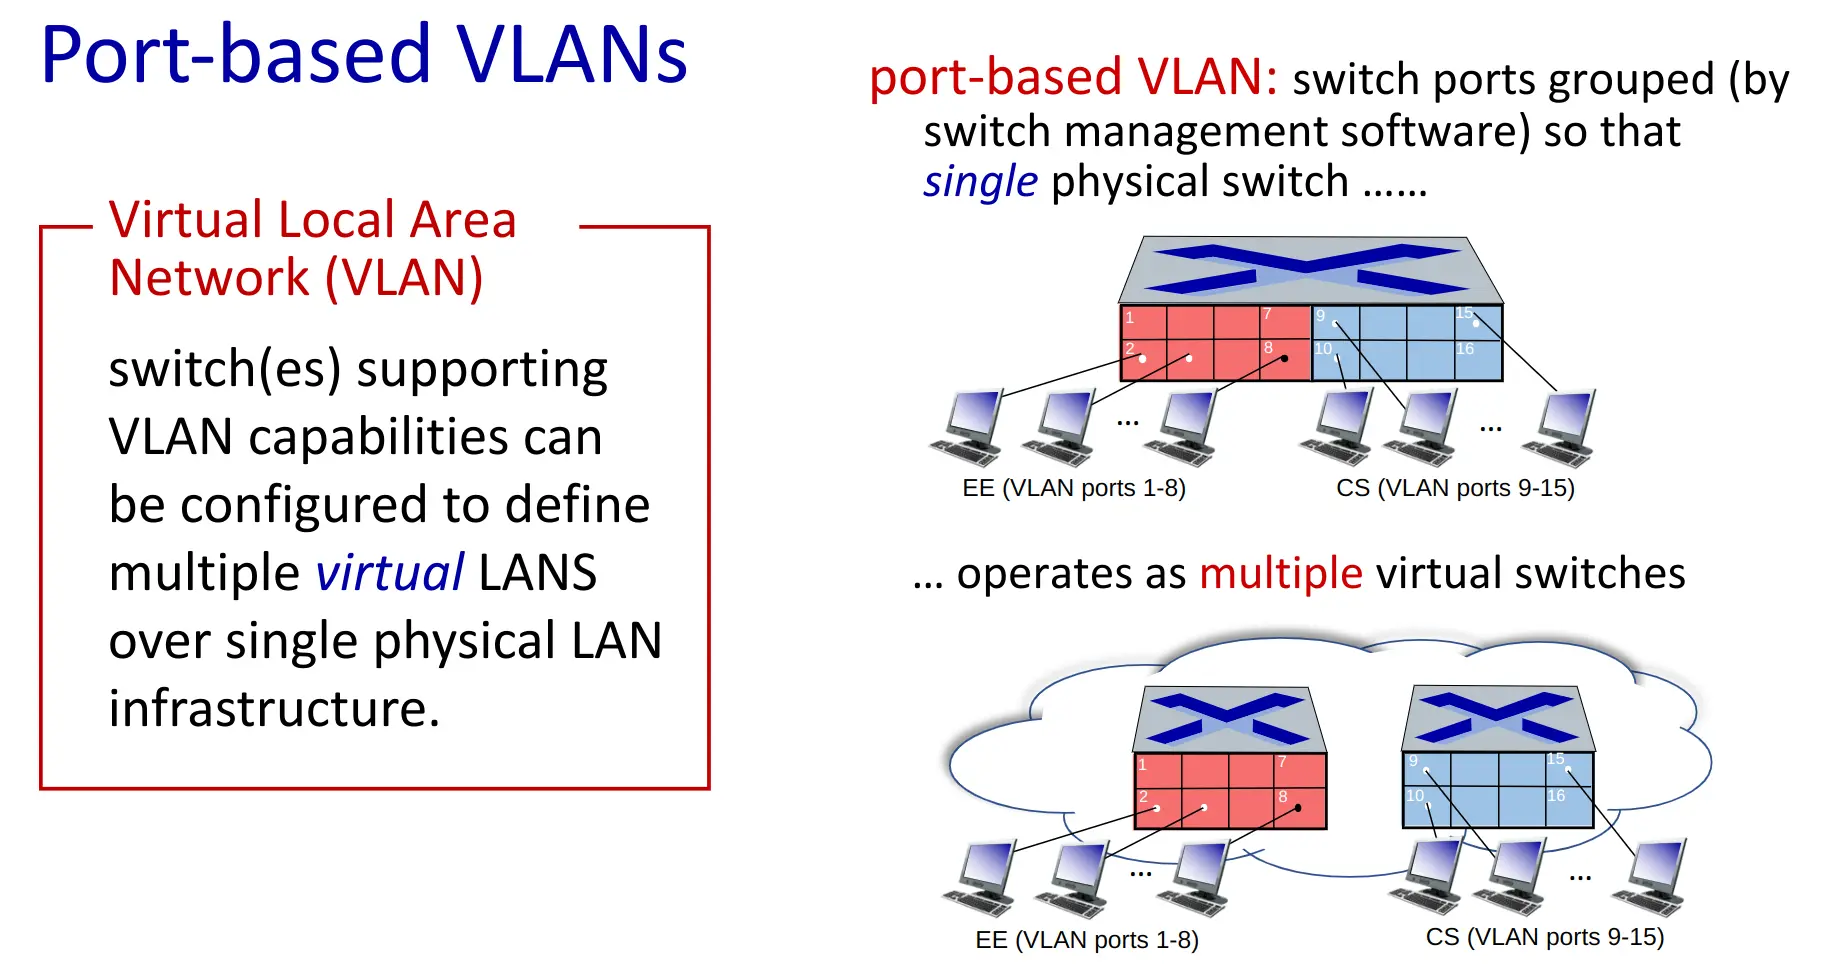 Port-based VLANs
Virtual Local Area
Network (VLAN)
switch(es) supporting
VLAN capabilities can
be configured to define
multiple virtual LANS
over single physical LAN
infrastructure.
port-based VLAN: switch ports grouped (by
switch management software) so that
single physical switch ……
1 7 9 15
2 8 10 16
...
...
EE (VLAN ports 1-8)
CS (VLAN ports 9-15)
… operates as multiple virtual switches
1 7
2 8
9 15
10 16
...
...
EE (VLAN ports 1-8)
CS (VLAN ports 9-15)